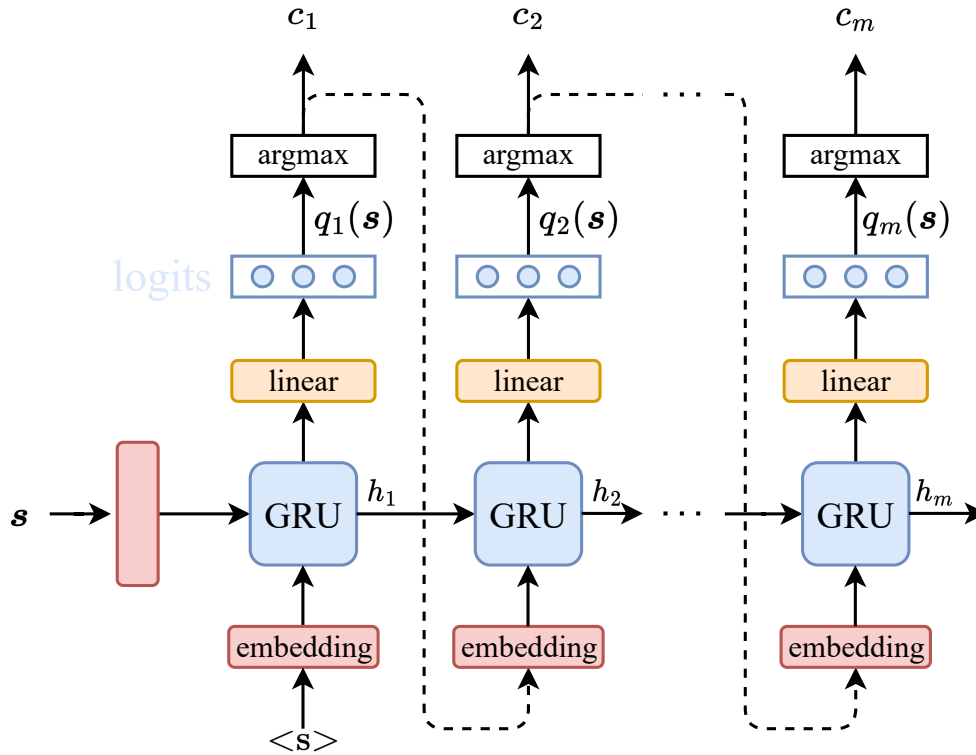 c₁ c₂ cₘ
· · ·
argmax argmax argmax
q₁(s) q₂(s) qₘ(s)
logits
linear linear linear
s GRU h₁ GRU h₂ · · · GRU hₘ
embedding embedding embedding
<s>